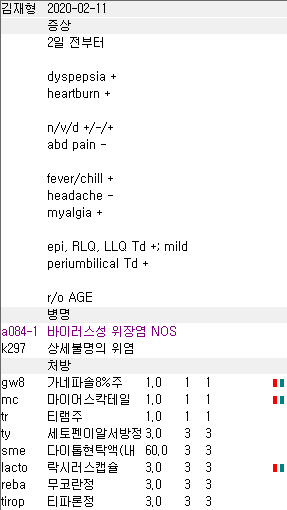 김재형 2020-02-11
증상
2일 전부터
dyspepsia +
heartburn +
n/v/d +/-/+
abd pain -
fever/chill +
headache -
myalgia +
epi, RLQ, LLQ Td +; mild
periumbilical Td +
r/o AGE
병명
a084-1 바이러스성 위장염 NOS
k297 상세불명의 위염
처방
gw8 가네파솔8%주 1,0 1 1
mc 마이어스칵테일 1,0 1 1
tr 티램주 1,0 1 1
ty 세토펜이알서방정 3,0 3 3
sme 다이톱현탁액(내 60,0 3 3
lacto 락시러스캡슐 3,0 3 3
reba 무코란정 3,0 3 3
tirop 티파론정 3,0 3 3